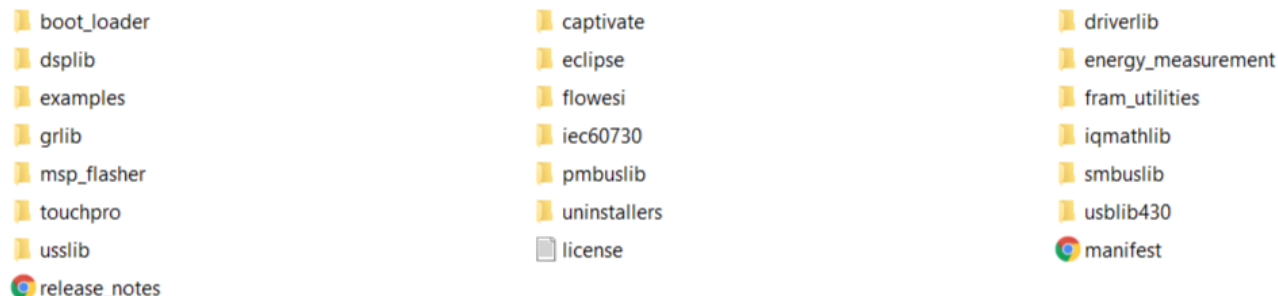 boot_loader captivate driverlib
dsplib eclipse energy_measurement
examples flowesi fram_utilities
grlib iec60730 iqmathlib
msp_flasher pmbuslib smbuslib
touchpro uninstallers usblib430
usslib license manifest
release_notes